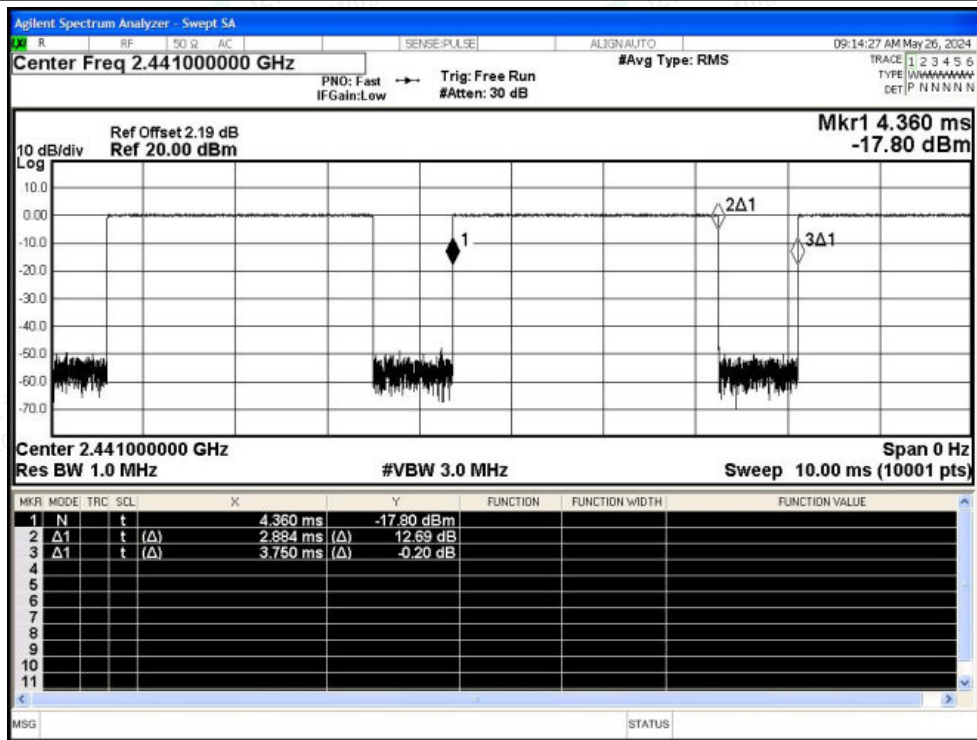 Agilent Spectrum Analyzer - Swept SA
LXI R RF 50 Ω AC SENSE:PULSE ALIGNAUTO 09:14:27 AM May 26, 2024
Center Freq 2.441000000 GHz
PNO: Fast
IFGain:Low
Trig: Free Run
#Atten: 30 dB
#Avg Type: RMS
TRACE 1 2 3 4 5 6
TYPE
DET P N N N N N
Mkr1 4.360 ms
-17.80 dBm
Ref Offset 2.19 dB
10 dB/div Ref 20.00 dBm
Log
10.0
0.00
-10.0
-20.0
-30.0
-40.0
-50.0
-60.0
-70.0
1
2Δ1
3Δ1
Center 2.441000000 GHz Span 0 Hz
Res BW 1.0 MHz #VBW 3.0 MHz Sweep 10.00 ms (10001 pts)
MKR MODE TRC SCL X Y FUNCTION FUNCTION WIDTH FUNCTION VALUE
1 N t 4.360 ms -17.80 dBm
2 Δ1 t (Δ) 2.884 ms (Δ) 12.69 dB
3 Δ1 t (Δ) 3.750 ms (Δ) -0.20 dB
4
5
6
7
8
9
10
11
MSG STATUS